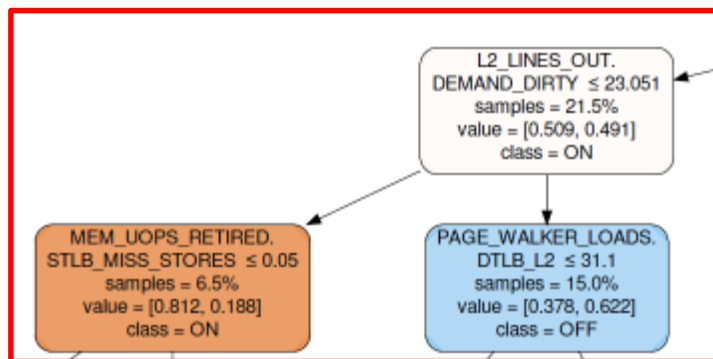 L2_LINES_OUT.
DEMAND_DIRTY ≤ 23.051
samples = 21.5%
value = [0.509, 0.491]
class = ON
MEM_UOPS_RETIRED.
STLB_MISS_STORES ≤ 0.05
samples = 6.5%
value = [0.812, 0.188]
class = ON
PAGE_WALKER_LOADS.
DTLB_L2 ≤ 31.1
samples = 15.0%
value = [0.378, 0.622]
class = OFF